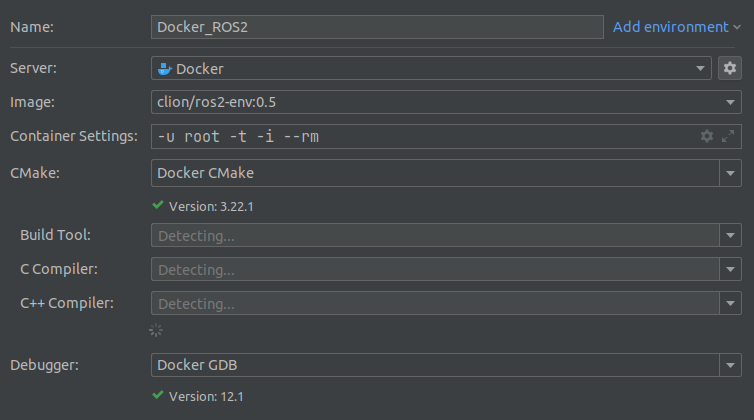 Name: Docker_ROS2 Add environment
Server: Docker
Image: clion/ros2-env:0.5
Container Settings: -u root -t -i --rm
CMake: Docker CMake
Version: 3.22.1
Build Tool: Detecting...
C Compiler: Detecting...
C++ Compiler: Detecting...
Debugger: Docker GDB
Version: 12.1